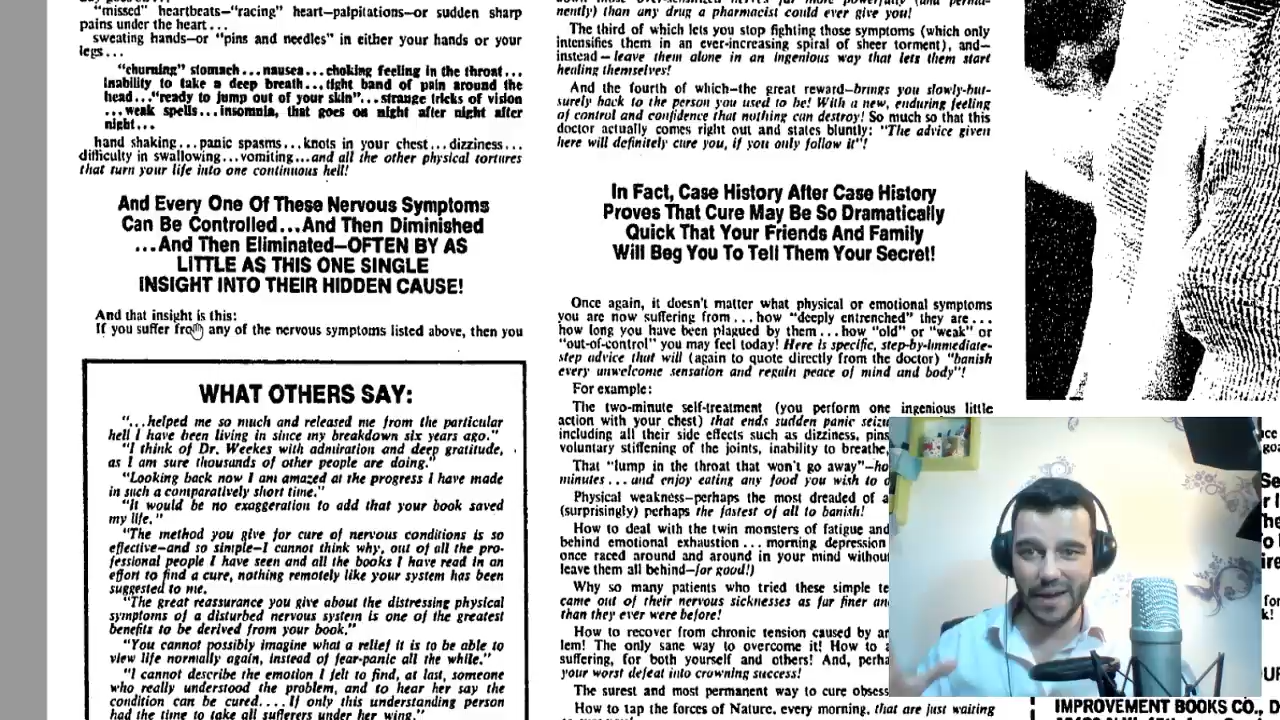 "missed" heartbeats—"racing" heart—palpitations—or sudden sharp
pains under the heart...
sweating hands—or "pins and needles" in either your hands or your
legs...
"churning" stomach...nausea...choking feeling in the throat...
inability to take a deep breath...tight band of pain around the
head..."ready to jump out of your skin"...strange tricks of vision
...weak spells...insomnia, that goes on night after night after
night...
hand shaking...panic spasms...knots in your chest...dizziness...
difficulty in swallowing...vomiting...and all the other physical tortures
that turn your life into one continuous hell!
And Every One Of These Nervous Symptoms
Can Be Controlled...And Then Diminished
...And Then Eliminated—OFTEN BY AS
LITTLE AS THIS ONE SINGLE
INSIGHT INTO THEIR HIDDEN CAUSE!
And that insight is this:
If you suffer from any of the nervous symptoms listed above, then you
WHAT OTHERS SAY:
"...helped me so much and released me from the particular
hell I have been living in since my breakdown six years ago."
"I think of Dr. Weekes with admiration and deep gratitude,
as I am sure thousands of other people are doing."
"Looking back now I am amazed at the progress I have made
in such a comparatively short time."
"It would be no exaggeration to add that your book saved
my life."
"The method you give for cure of nervous conditions is so
effective—and so simple—I cannot think why, out of all the pro-
fessional people I have seen and all the books I have read in an
effort to find a cure, nothing remotely like your system has been
suggested to me.
"The great reassurance you give about the distressing physical
symptoms of a disturbed nervous system is one of the greatest
benefits to be derived from your book."
"You cannot possibly imagine what a relief it is to be able to
view life normally again, instead of fear-panic all the while."
"I cannot describe the emotion I felt to find, at last, someone
who really understood the problem, and to hear her say the
condition can be cured....If only this understanding person
had the time to take all sufferers under her wing."
nently) than any drug a pharmacist could ever give you!
The third of which lets you stop fighting those symptoms (which only
intensifies them in an ever-increasing spiral of sheer torment), and—
instead—leave them alone in an ingenious way that lets them start
healing themselves!
And the fourth of which—the great reward—brings you slowly-but-
surely back to the person you used to be! With a new, enduring feeling
of control and confidence that nothing can destroy! So much so that this
doctor actually comes right out and states bluntly: "The advice given
here will definitely cure you, if you only follow it"!
In Fact, Case History After Case History
Proves That Cure May Be So Dramatically
Quick That Your Friends And Family
Will Beg You To Tell Them Your Secret!
Once again, it doesn't matter what physical or emotional symptoms
you are now suffering from...how "deeply entrenched" they are...
how long you have been plagued by them...how "old" or "weak" or
"out-of-control" you may feel today! Here is specific, step-by-immediate-
step advice that will (again to quote directly from the doctor) "banish
every unwelcome sensation and regain peace of mind and body"!
For example:
The two-minute self-treatment (you perform one ingenious little
action with your chest) that ends sudden panic
including all their side effects such as dizziness, pins
voluntary stiffening of the joints, inability to breathe,
That "lump in the throat that won't go away"—
minutes...and enjoy eating any food you wish to
Physical weakness—perhaps the most dreaded of
(surprisingly) perhaps the fastest of all to banish!
How to deal with the twin monsters of fatigue and
behind emotional exhaustion...morning depression
once raced around and around in your mind without
leave them all behind—for good!)
Why so many patients who tried these simple
came out of their nervous sicknesses as far finer
than they ever were before!
How to recover from chronic tension caused by
lem! The only sane way to overcome it! How to
suffering, for both yourself and others! And,
your worst defeat into crowning success!
The surest and most permanent way to cure
How to tap the forces of Nature, every morning, that are just waiting
IMPROVEMENT BOOKS CO.,